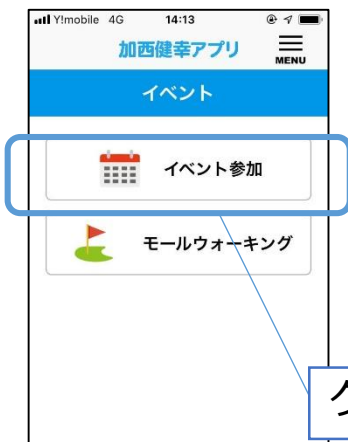 Y!mobile 4G 14:13
加西健幸アプリ
MENU
イベント
イベント参加
モールウォーキング